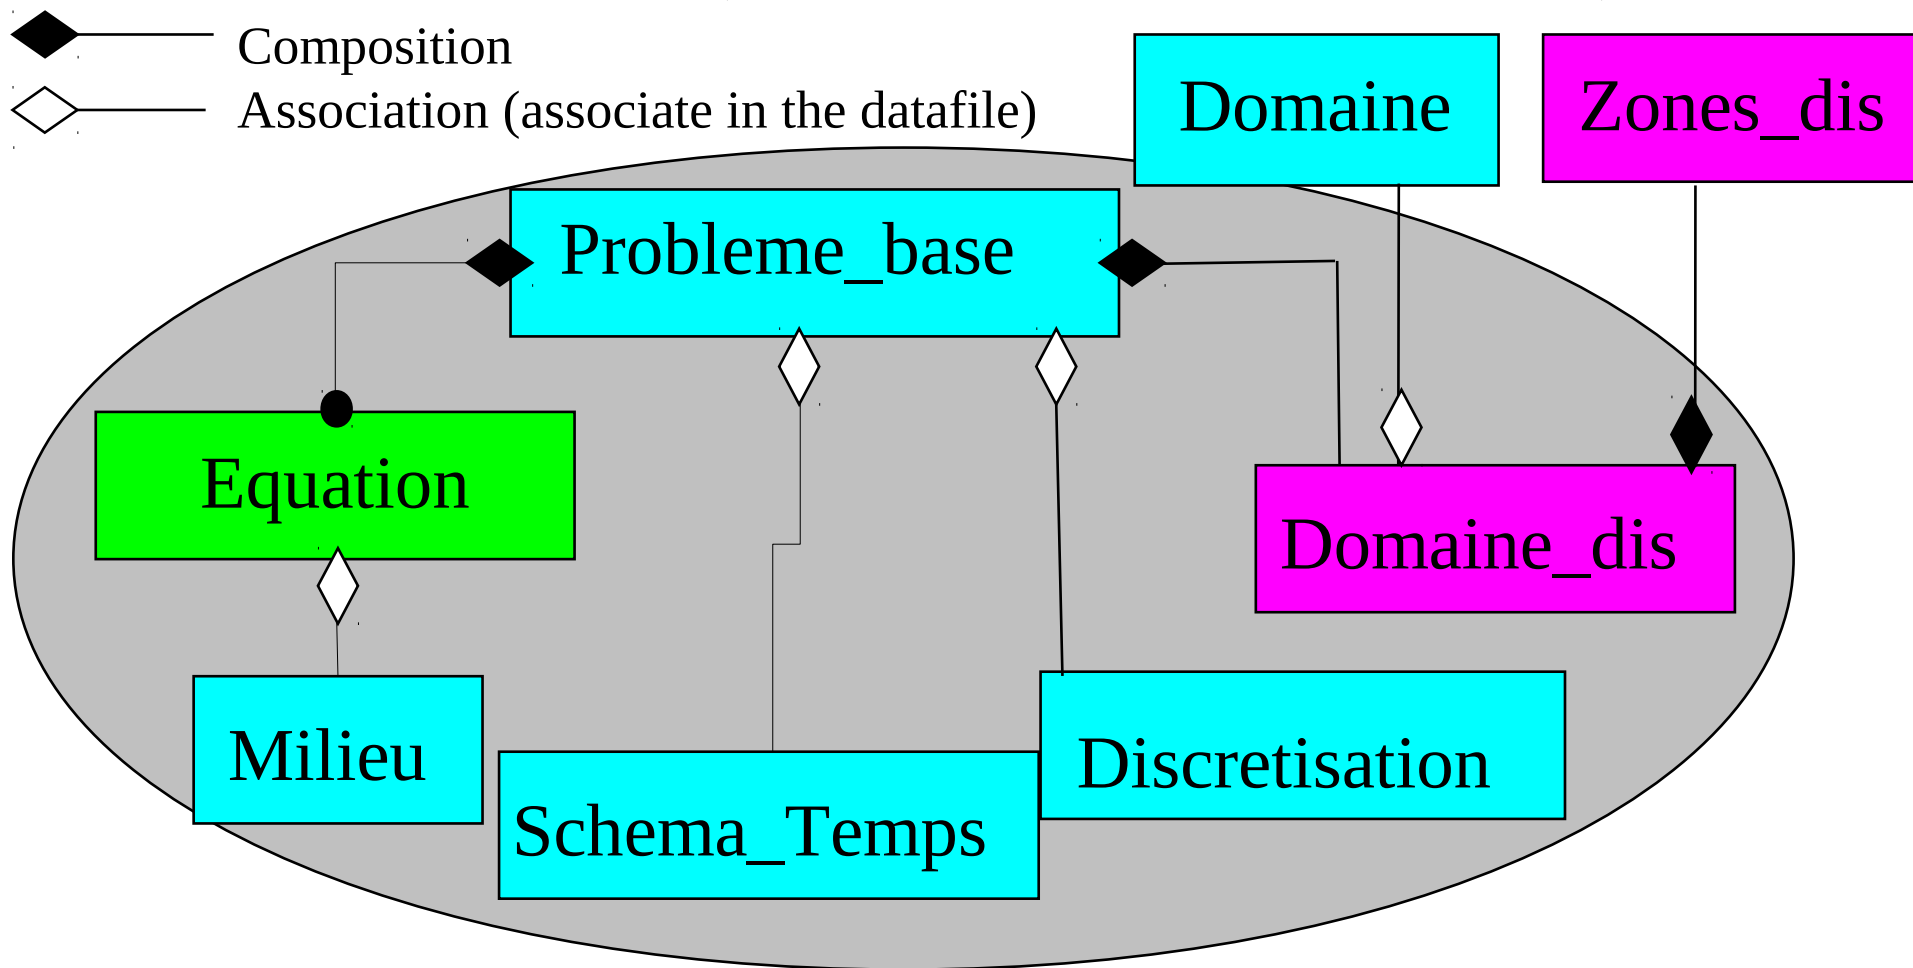 Composition
Association (associate in the datafile)
Domaine
Zones_dis
Probleme_base
Equation
Domaine_dis
Milieu
Schema_Temps
Discretisation